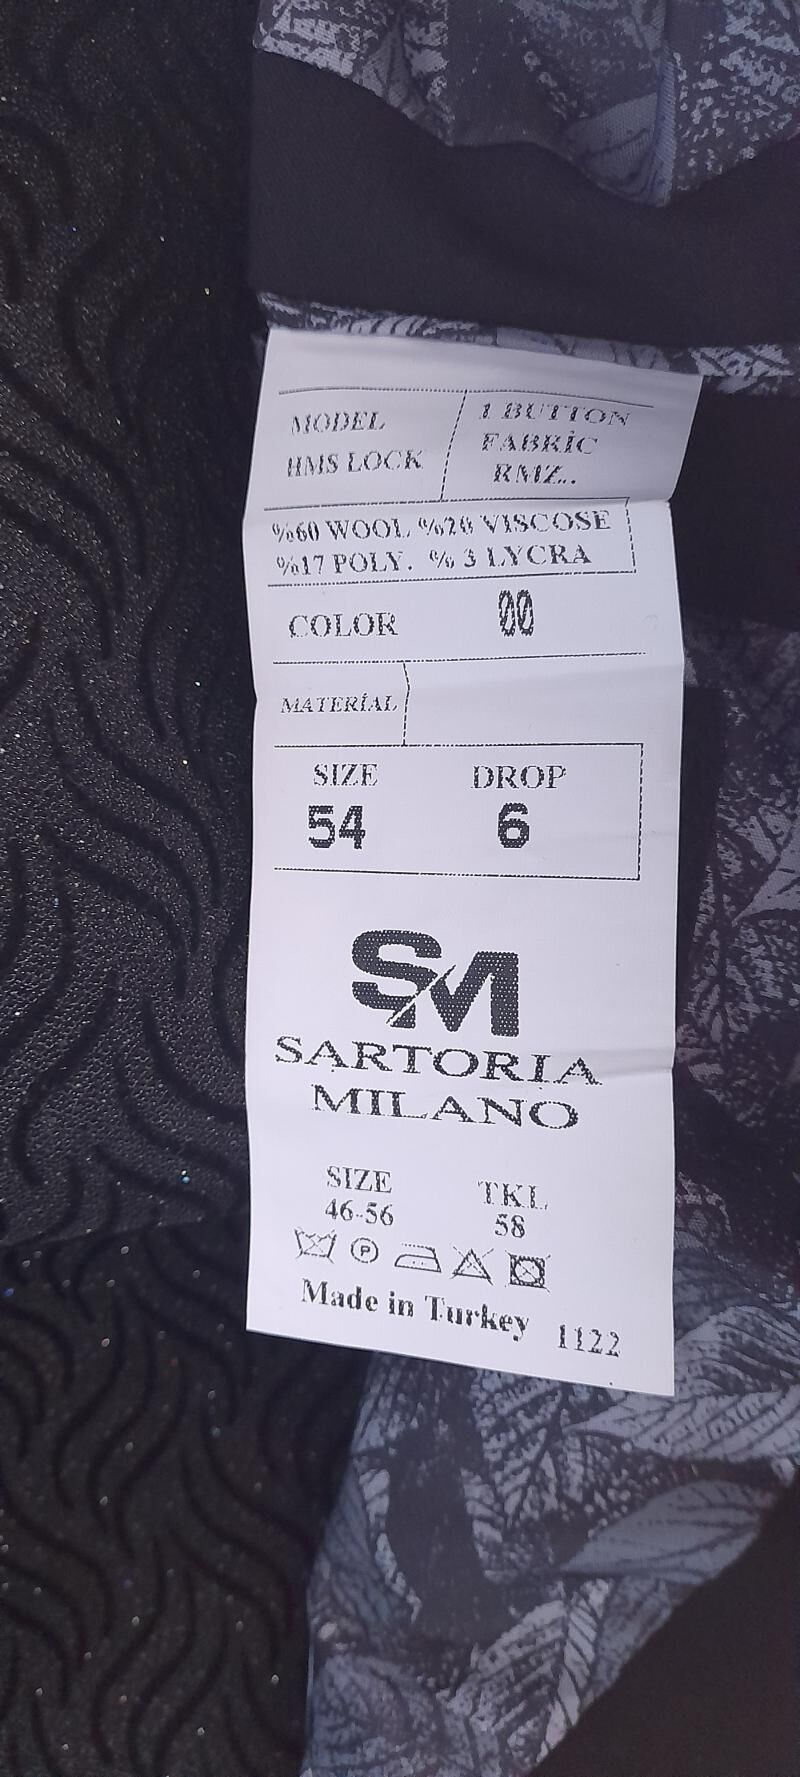 MODEL
HMS LOCK
1 BUTTON
FABRİC
RMZ..
%60 WOOL %20 VISCOSE
%17 POLY. % 3 LYCRA
COLOR 00
MATERİAL
SIZE DROP
54 6
SM
SARTORIA
MILANO
SIZE TKL
46-56 58
P
Made in Turkey 1122